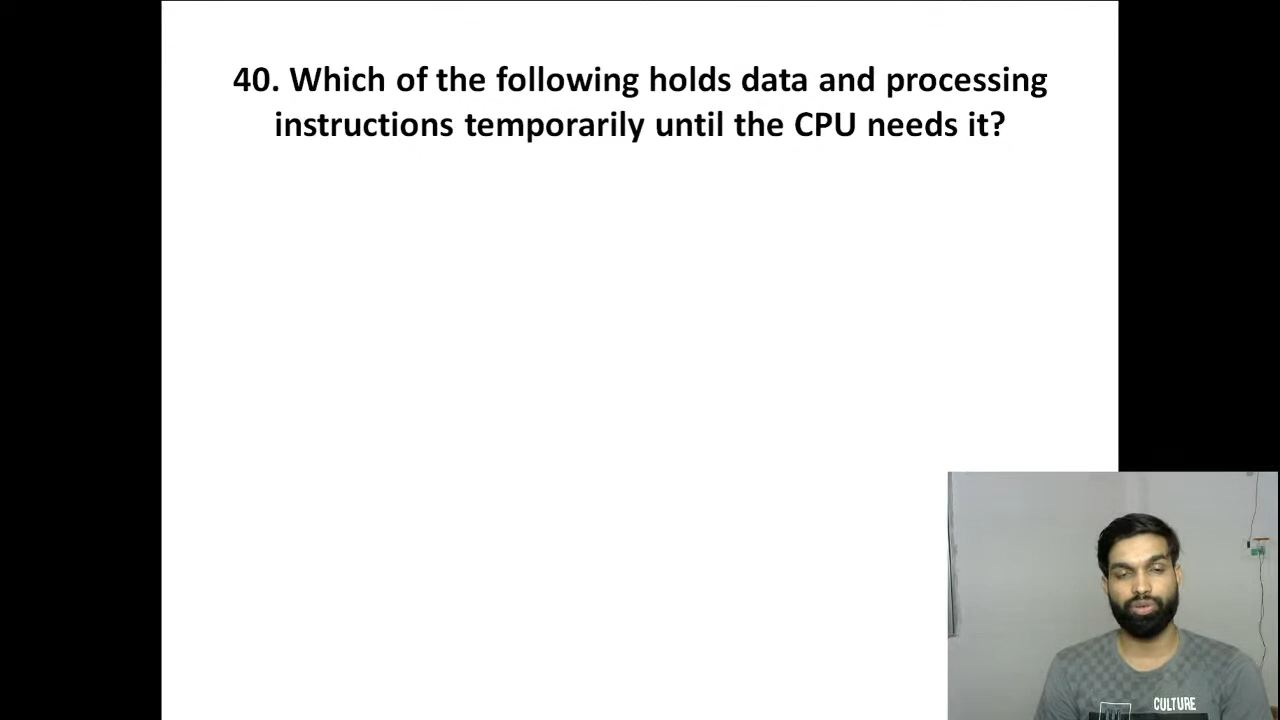 40. Which of the following holds data and processing
instructions temporarily until the CPU needs it?
CULTURE